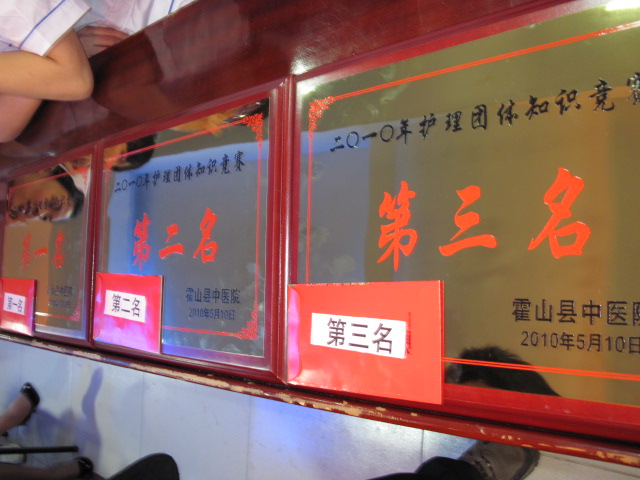 二〇一〇年护理团体知识竞赛
第三名
霍山县中医院
2010年5月10日
第三名
二〇一〇年护理团体知识竞赛
第二名
霍山县中医院
2010年5月10日
第二名
第一名
第一名